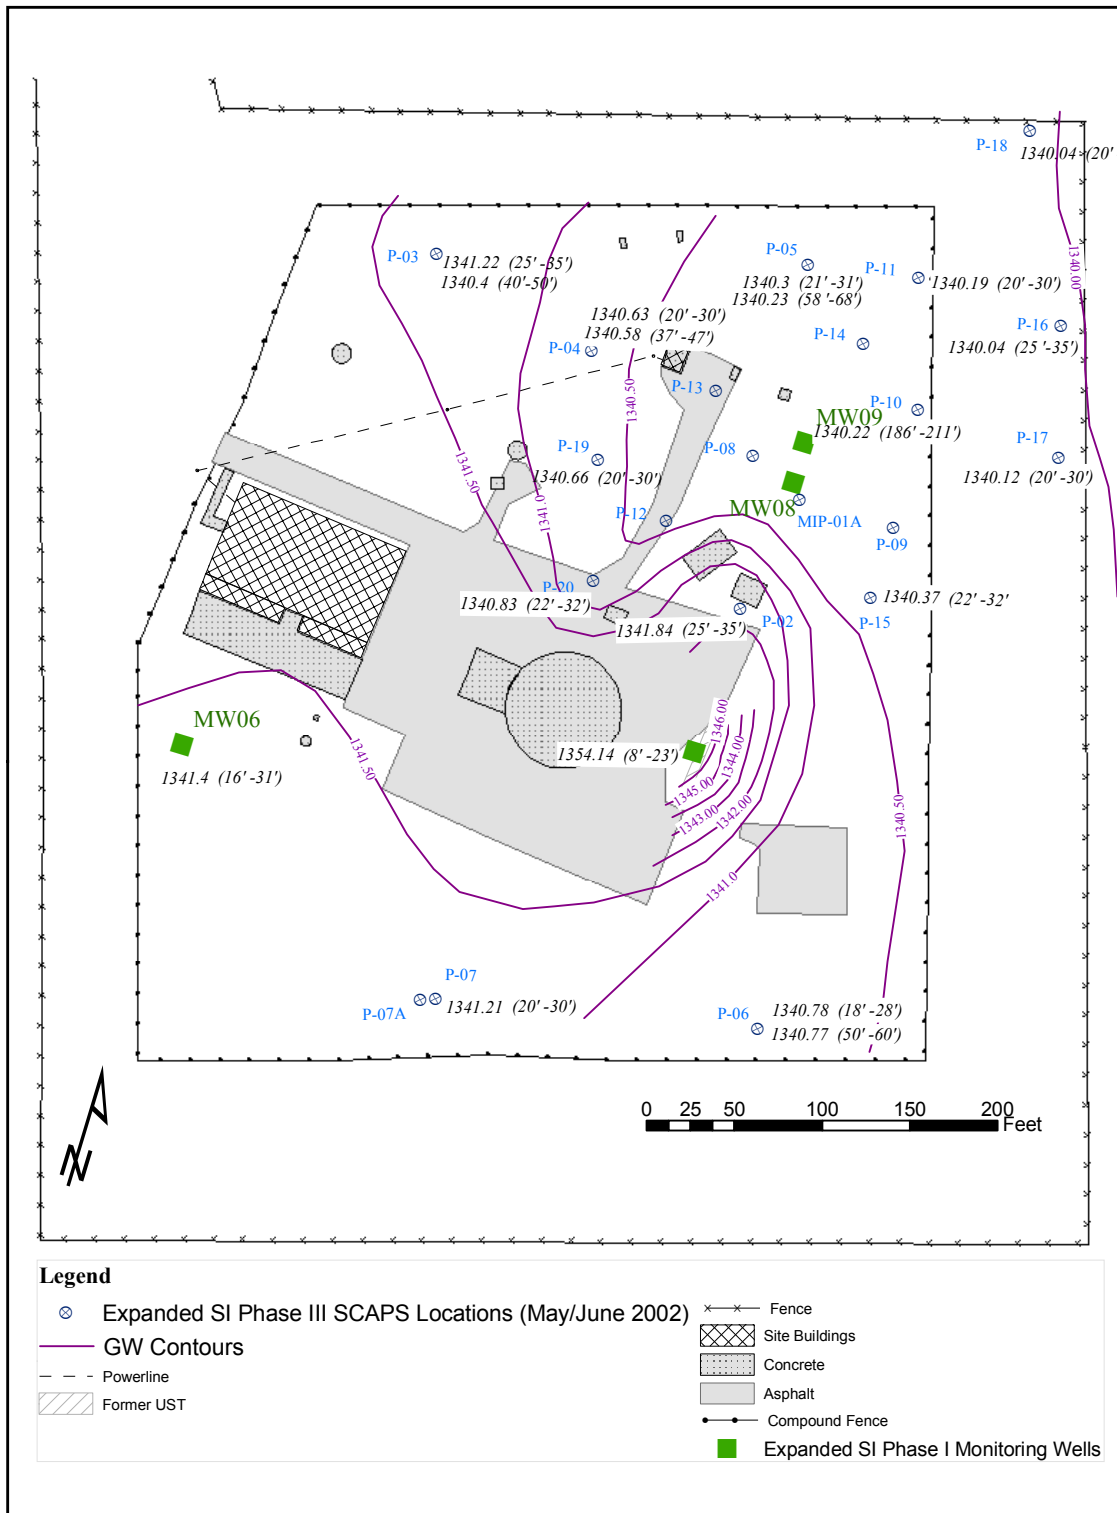 P-18
1340.04 (20'
1340.00
P-03
1341.22 (25'-35')
1340.4 (40'-50')
P-05
1340.3 (21'-31')
1340.23 (58'-68')
P-11
1340.19 (20'-30')
1340.63 (20'-30')
1340.58 (37'-47')
P-04
P-14
P-16
1340.04 (25'-35')
P-13
1340.50
P-10
MW09
1340.22 (186'-211')
P-19
1340.66 (20'-30')
P-08
P-17
1340.12 (20'-30')
1341.50
1341.0
P-12
MW08
MIP-01A
P-09
P-20
1340.83 (22'-32')
1341.84 (25'-35')
P-02
1340.37 (22'-32'
P-15
MW06
1341.4 (16'-31')
1341.50
1354.14 (8'-23')
1346.00
1344.00
1345.00
1343.00
1342.00
1340.50
1341.0
P-07
P-07A
1341.21 (20'-30')
P-06
1340.78 (18'-28')
1340.77 (50'-60')
N
0 25 50 100 150 200
Feet
Legend
Expanded SI Phase III SCAPS Locations (May/June 2002)
GW Contours
Powerline
Former UST
Fence
Site Buildings
Concrete
Asphalt
Compound Fence
Expanded SI Phase I Monitoring Wells